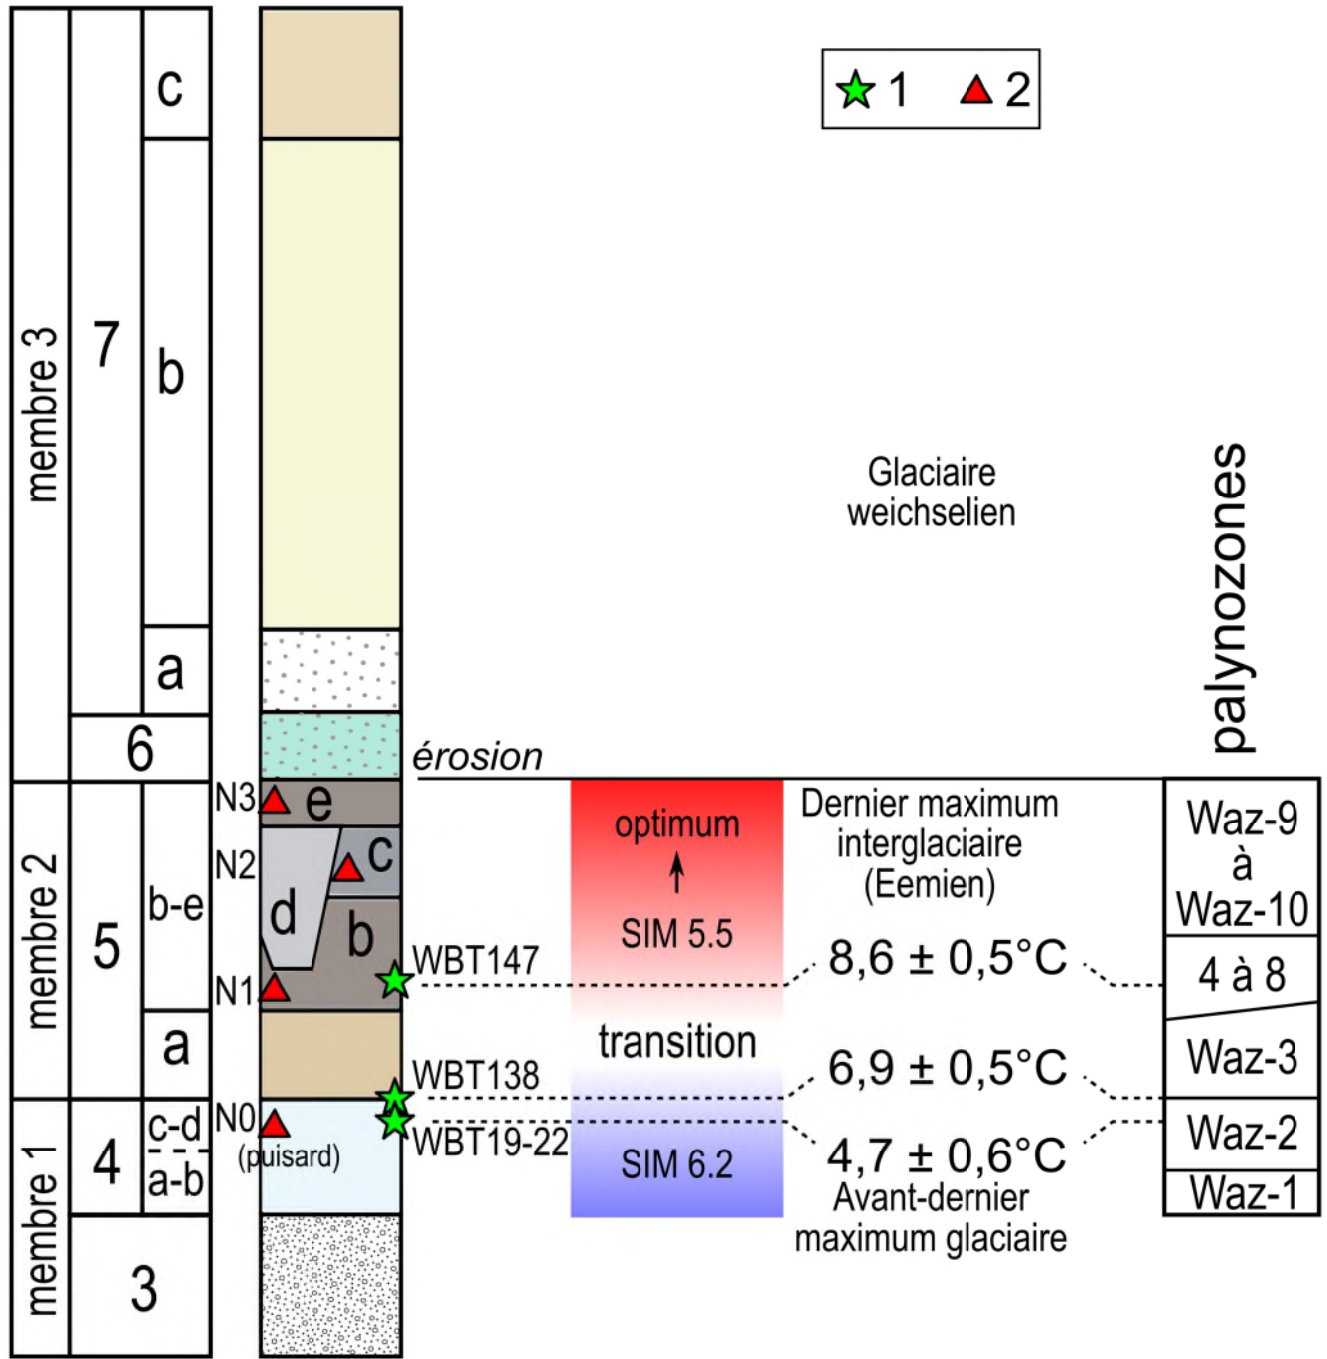 1 2
c
b
7
membre 3
a
6
Glaciaire
weichselien
palynozones
érosion
N3
e
N2
c
d
b
N1
membre 2
5
b-e
a
WBT147
WBT138
WBT19-22
optimum
SIM 5.5
transition
SIM 6.2
Dernier maximum
interglaciaire
(Eemien)
8,6 ± 0,5°C
6,9 ± 0,5°C
4,7 ± 0,6°C
Avant-dernier
maximum glaciaire
Waz-9
à
Waz-10
4 à 8
Waz-3
Waz-2
Waz-1
membre 1
4
c-d
a-b
N0
(puisard)
3